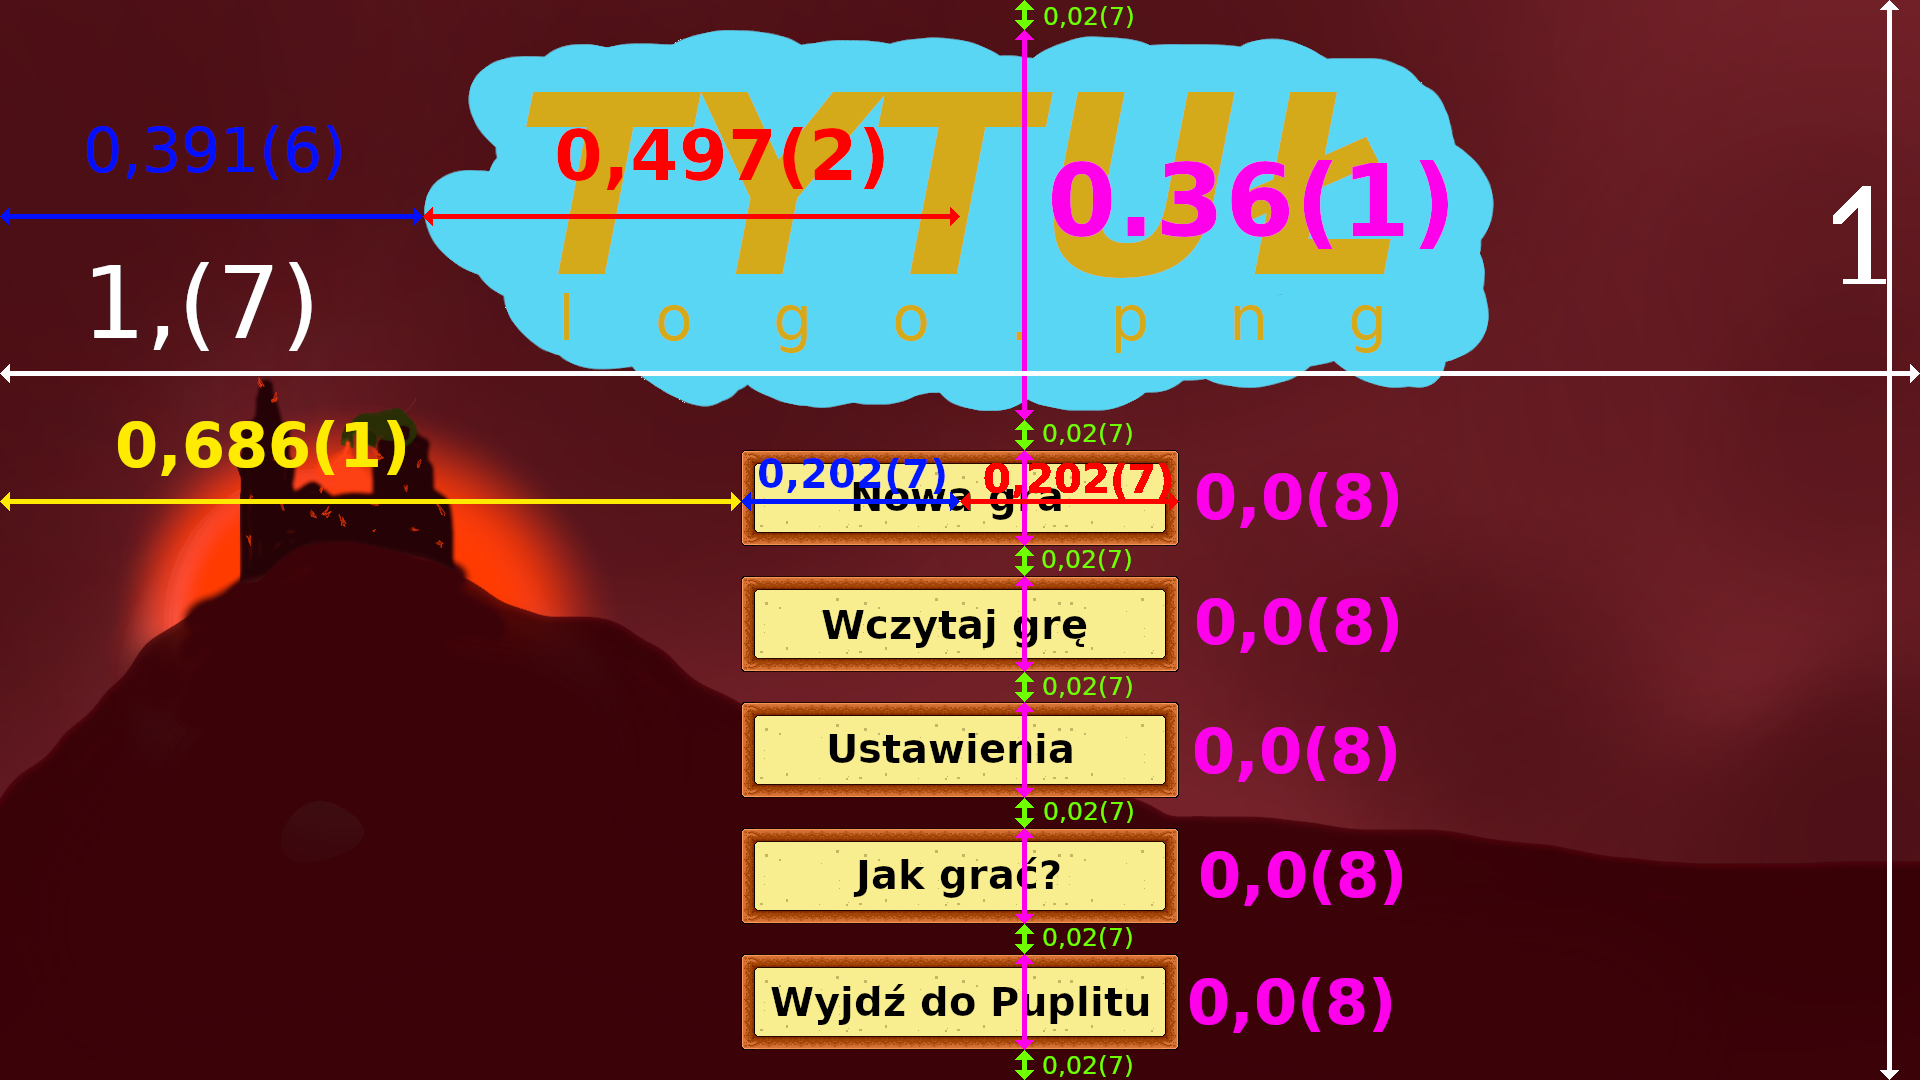 0,02(7)
TYTUŁ
0,391(6)
0,497(2)
0.36(1)
1
1,(7)
l o g o . p n g
0,02(7)
0,686(1)
0,202(7)
0,202(7)
Nowa gra
0,0(8)
0,02(7)
Wczytaj grę
0,0(8)
0,02(7)
Ustawienia
0,0(8)
0,02(7)
Jak grać?
0,0(8)
0,02(7)
Wyjdź do Puplitu
0,0(8)
0,02(7)